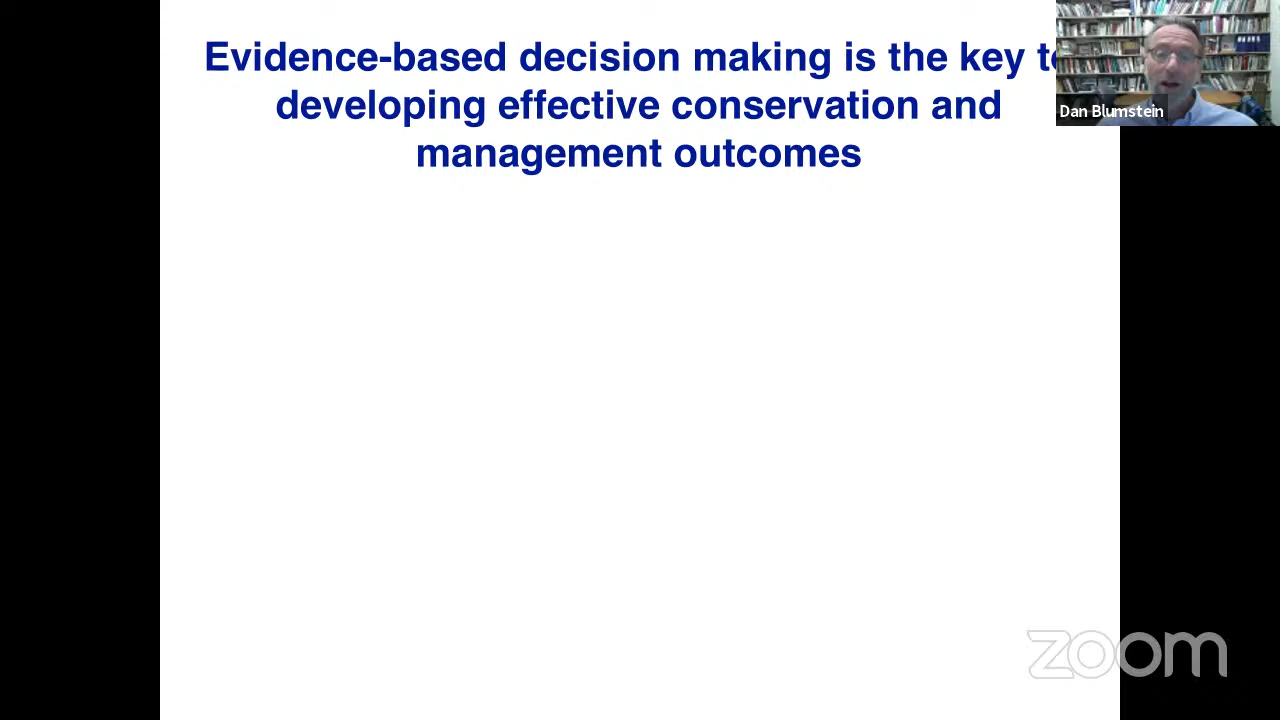 Evidence-based decision making is the key to
developing effective conservation and
management outcomes
Dan Blumstein
zoom